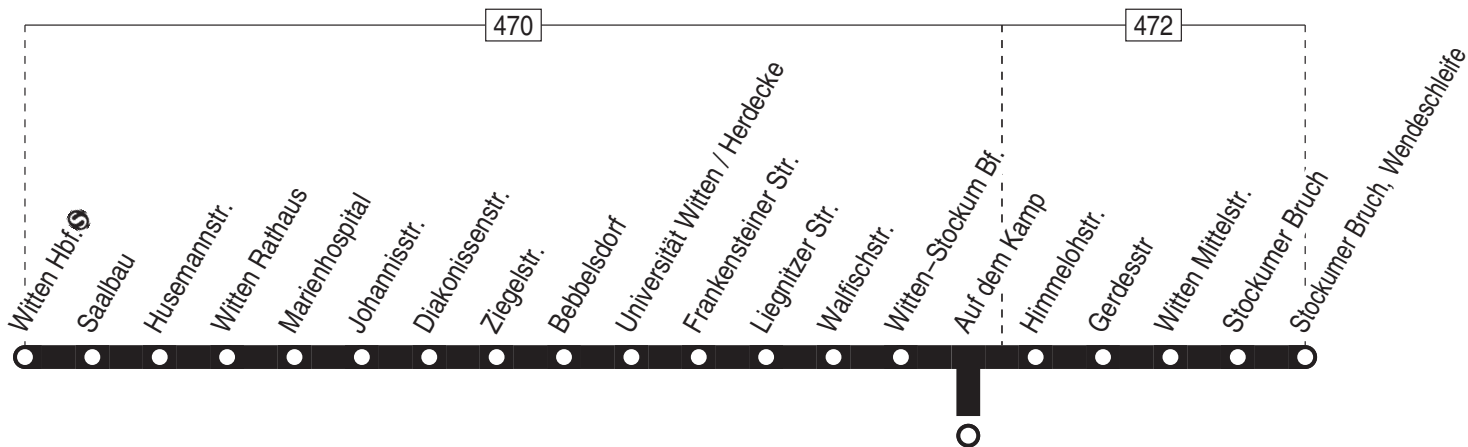 470
472
Witten Hbf. S
Saalbau
Husemannstr.
Witten Rathaus
Marienhospital
Johannisstr.
Diakonissenstr.
Ziegelstr.
Bebbelsdorf
Universität Witten / Herdecke
Frankensteiner Str.
Liegnitzer Str.
Walfischstr.
Witten–Stockum Bf.
Auf dem Kamp
Himmelohstr.
Gerdesstr
Witten Mittelstr.
Stockumer Bruch
Stockumer Bruch, Wendeschleife